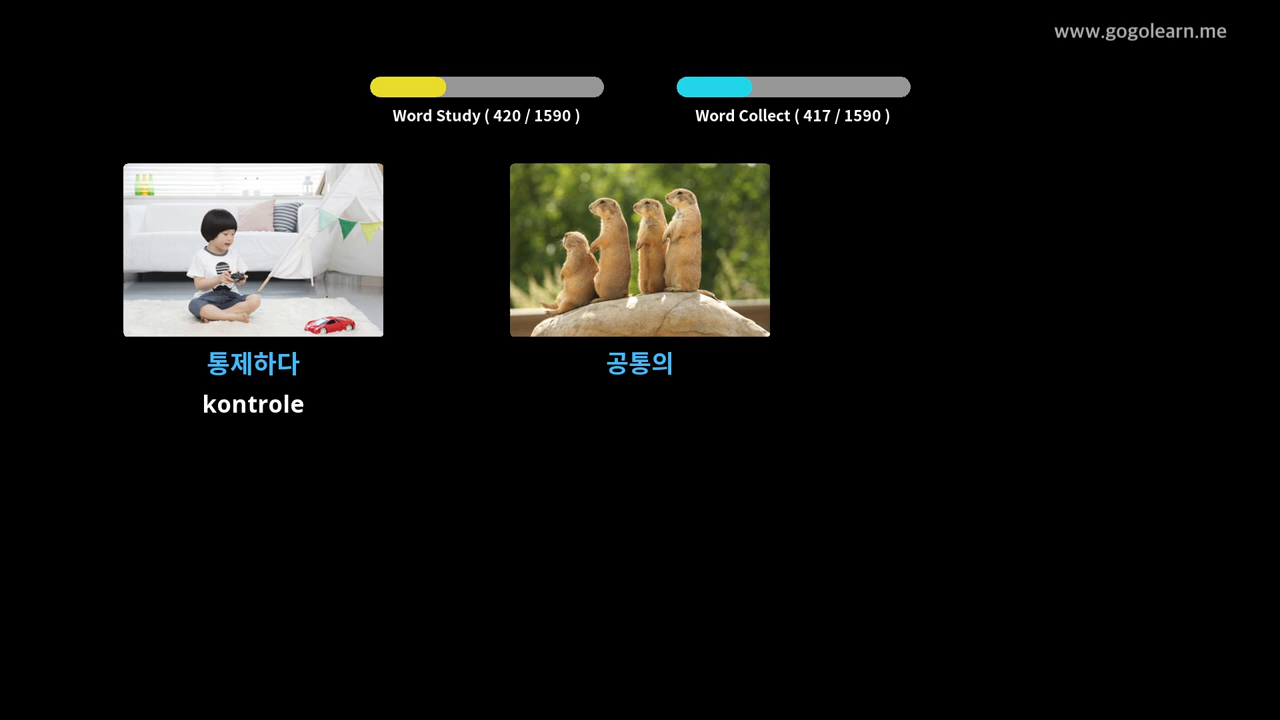 www.gogolearn.me
Word Study ( 420 / 1590 )
Word Collect ( 417 / 1590 )
통제하다
kontrole
공통의